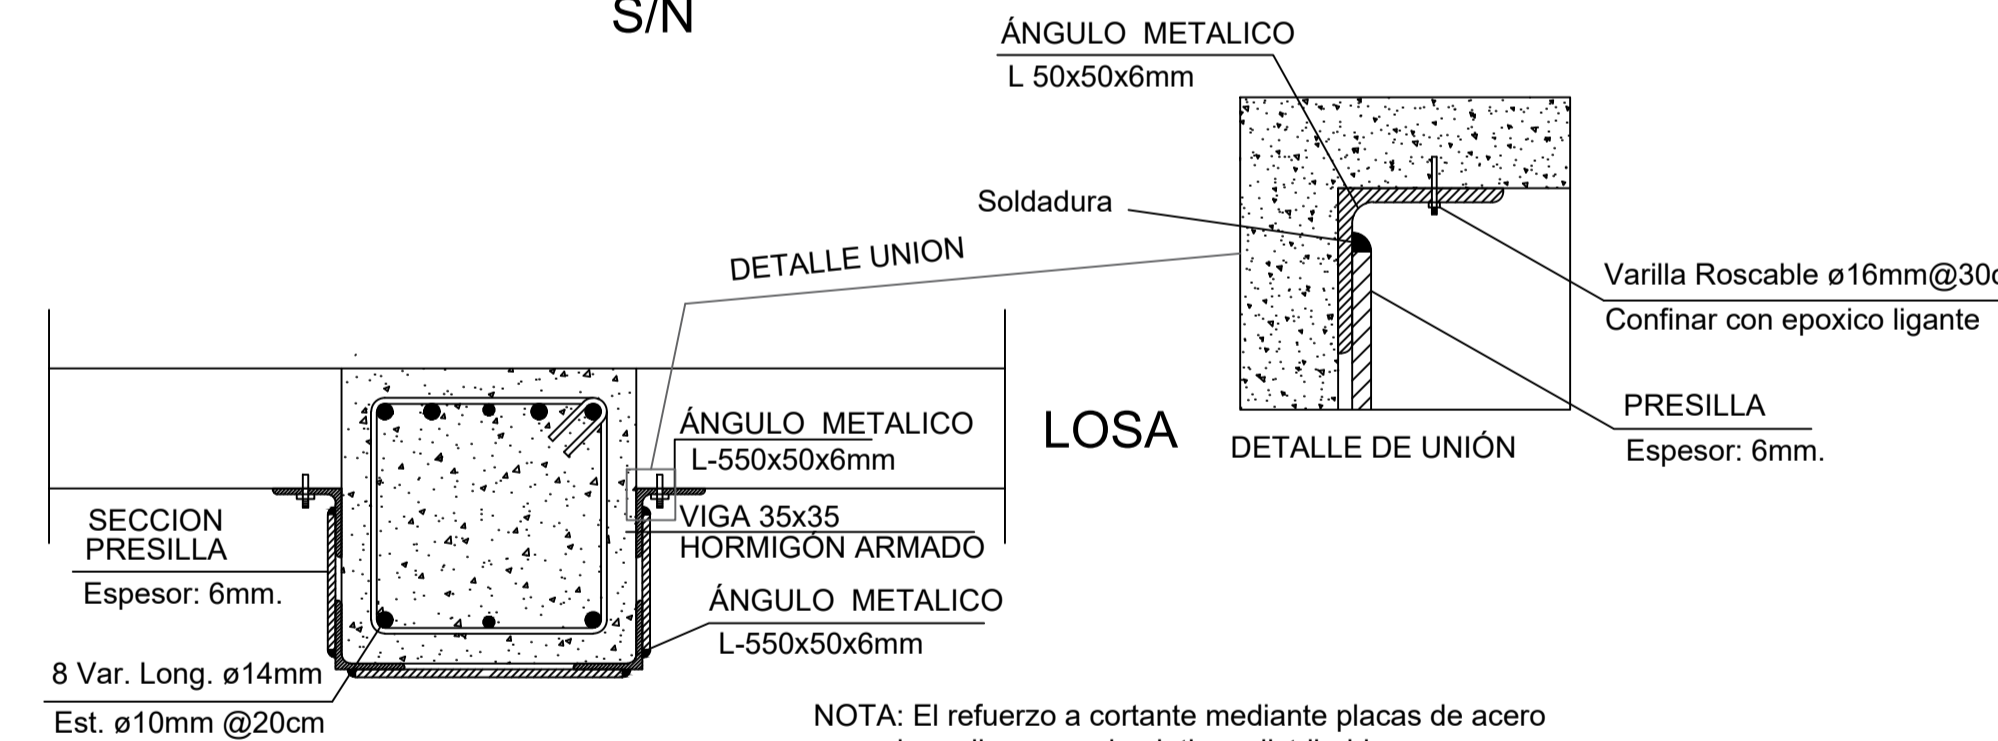 S/N
ÁNGULO METALICO
L 50x50x6mm
Soldadura
DETALLE UNION
Varilla Roscable ø16mm@30
Confinar con epoxico ligante
PRESILLA
Espesor: 6mm.
LOSA
DETALLE DE UNIÓN
ÁNGULO METALICO
L-550x50x6mm
VIGA 35x35
HORMIGÓN ARMADO
SECCION
PRESILLA
Espesor: 6mm.
ÁNGULO METALICO
L-550x50x6mm
8 Var. Long. ø14mm
Est. ø10mm @20cm
NOTA: El refuerzo a cortante mediante placas de acero